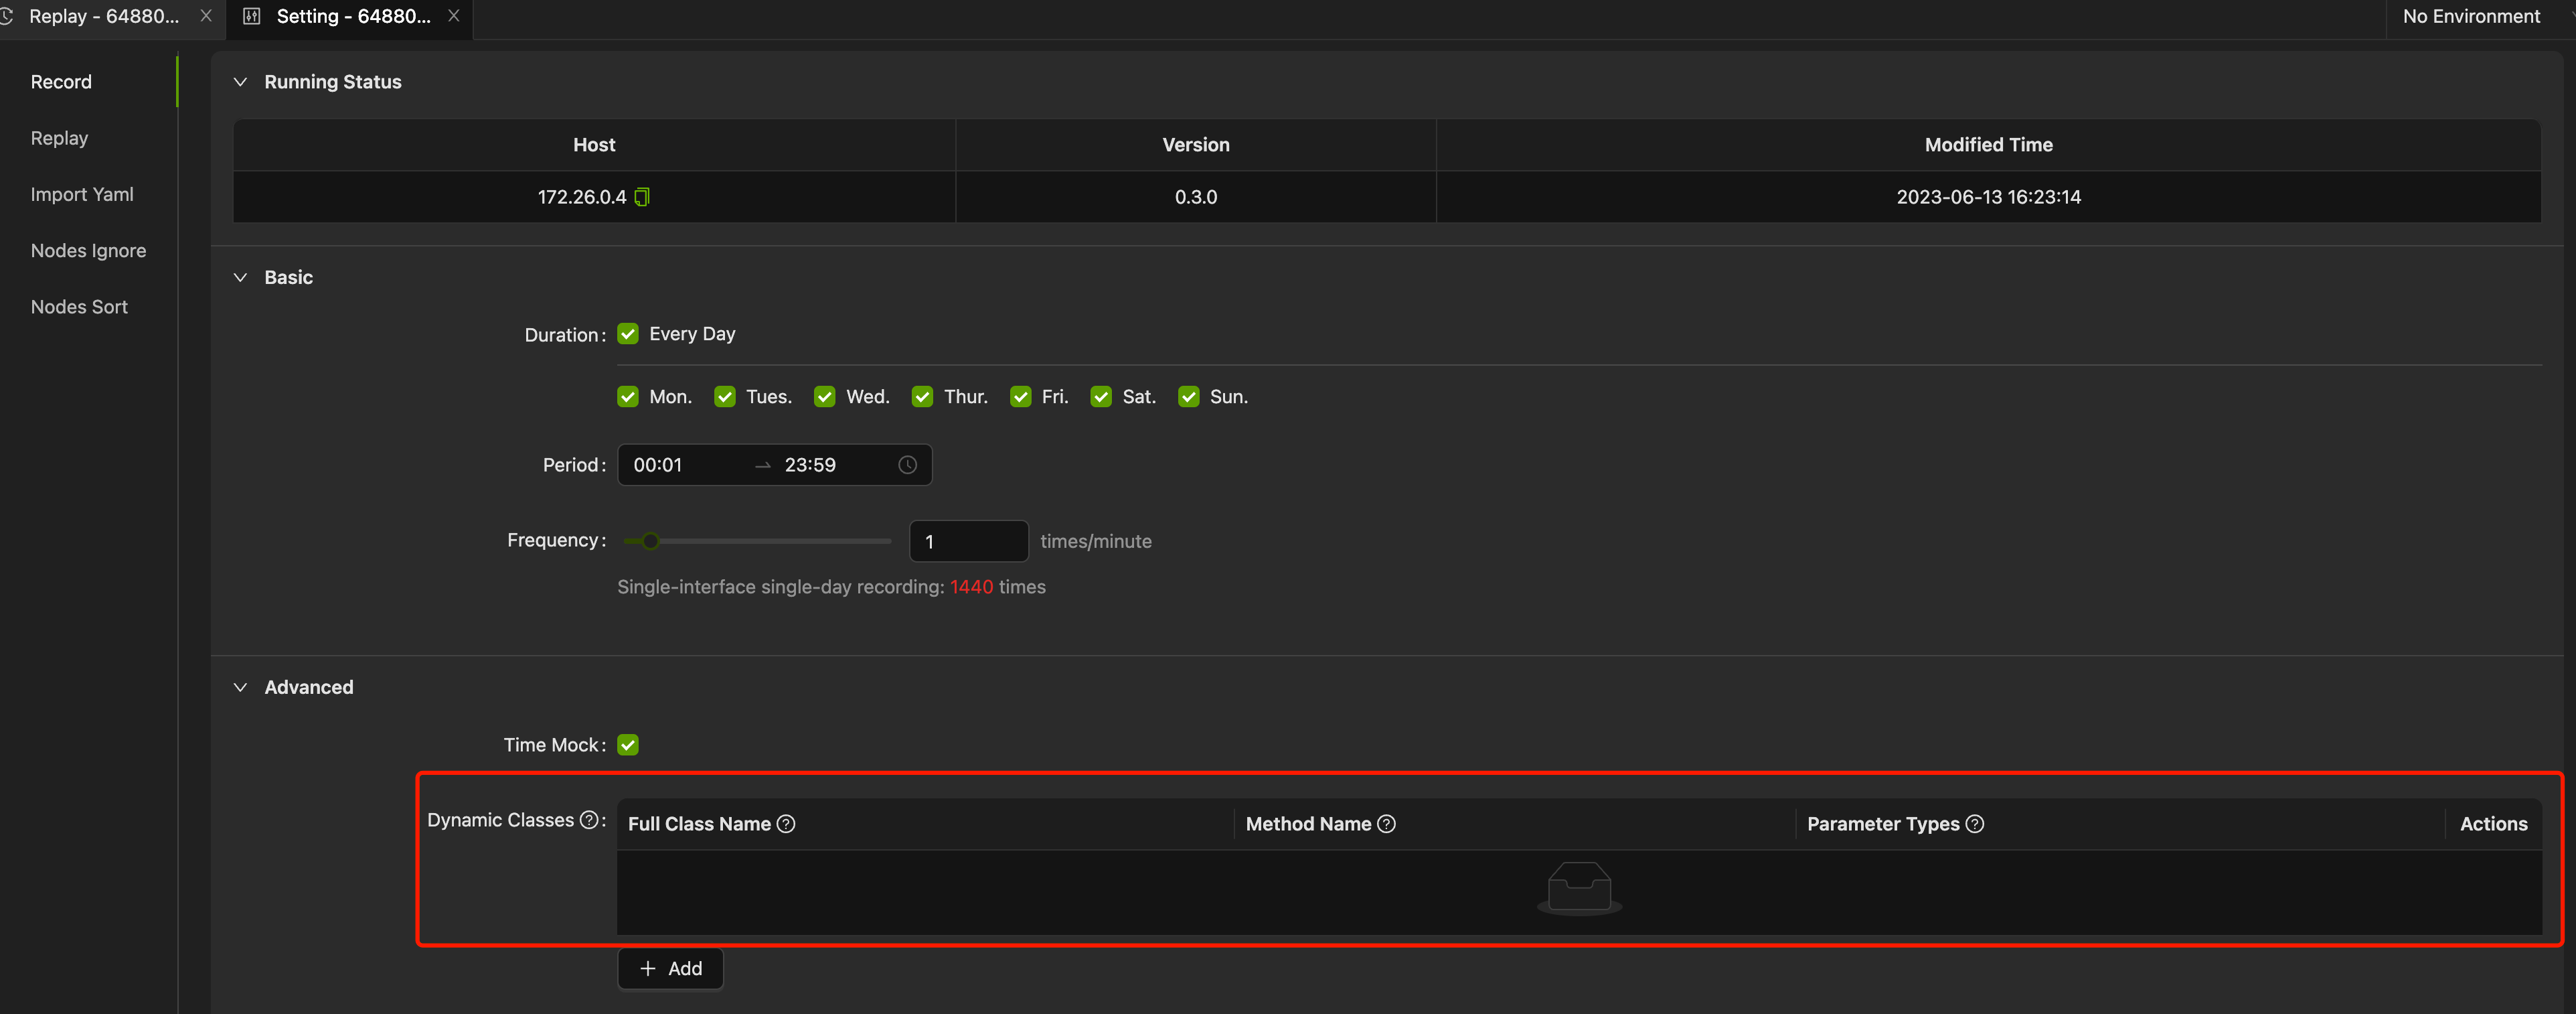 Replay - 64880...
Setting - 64880...
No Environment
Record
Replay
Import Yaml
Nodes Ignore
Nodes Sort
Running Status
Host Version Modified Time
172.26.0.4 0.3.0 2023-06-13 16:23:14
Basic
Duration: Every Day
Mon. Tues. Wed. Thur. Fri. Sat. Sun.
Period: 00:01 → 23:59
Frequency: 1 times/minute
Single-interface single-day recording: 1440 times
Advanced
Time Mock:
Dynamic Classes ?: Full Class Name ? Method Name ? Parameter Types ? Actions
+ Add